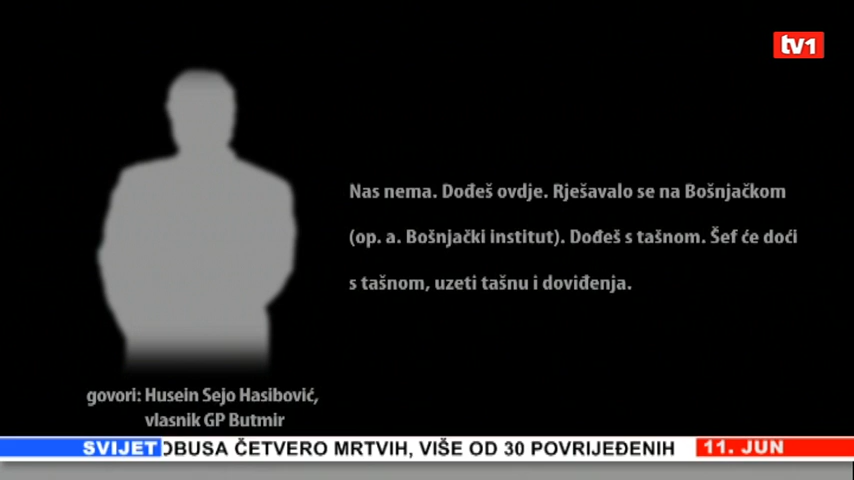 tv1
Nas nema. Dođeš ovdje. Rješavalo se na Bošnjačkom
(op. a. Bošnjački institut). Dođeš s tašnom. Šef će doći
s tašnom, uzeti tašnu i doviđenja.
govori: Husein Sejo Hasibović,
vlasnik GP Butmir
SVIJET OBUSA ČETVERO MRTVIH, VIŠE OD 30 POVRIJEĐENIH 11. JUN